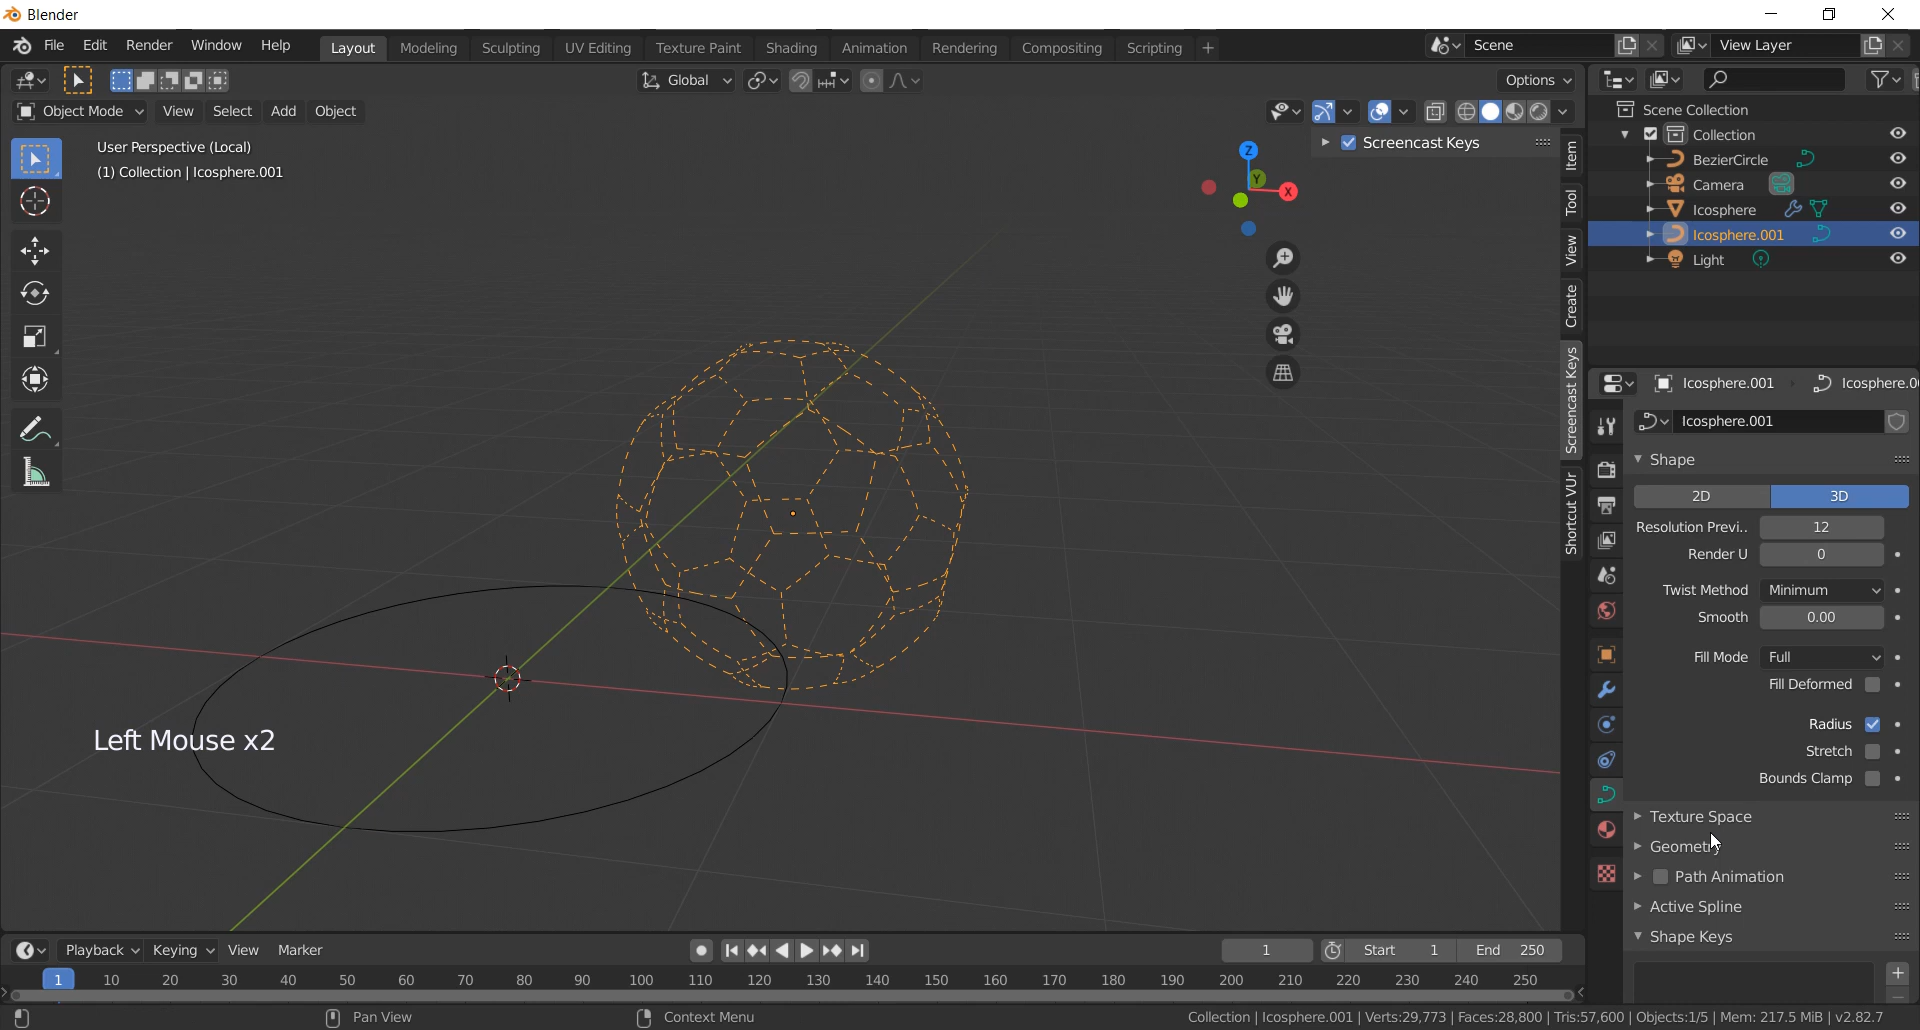 Blender
File Edit Render Window Help Layout Modeling Sculpting UV Editing Texture Paint Shading Animation Rendering Compositing Scripting + Scene View Layer
Global Options
Object Mode View Select Add Object
User Perspective (Local)
(1) Collection | Icosphere.001
Screencast Keys
Z
Y
X
Item
Tool
View
Create
Screencast Keys
Shortcut VUr
Left Mouse x2
Scene Collection
Collection
BezierCircle
Camera
Icosphere
Icosphere.001
Light
Icosphere.001 Icosphere.0
Icosphere.001
Shape
2D 3D
Resolution Previ.. 12
Render U 0
Twist Method Minimum
Smooth 0.00
Fill Mode Full
Fill Deformed
Radius
Stretch
Bounds Clamp
Texture Space
Geometry
Path Animation
Active Spline
Shape Keys
Playback Keying View Marker 1 Start 1 End 250
1 10 20 30 40 50 60 70 80 90 100 110 120 130 140 150 160 170 180 190 200 210 220 230 240 250
Pan View Context Menu Collection | Icosphere.001 | Verts:29,773 | Faces:28,800 | Tris:57,600 | Objects:1/5 | Mem: 217.5 MiB | v2.82.7